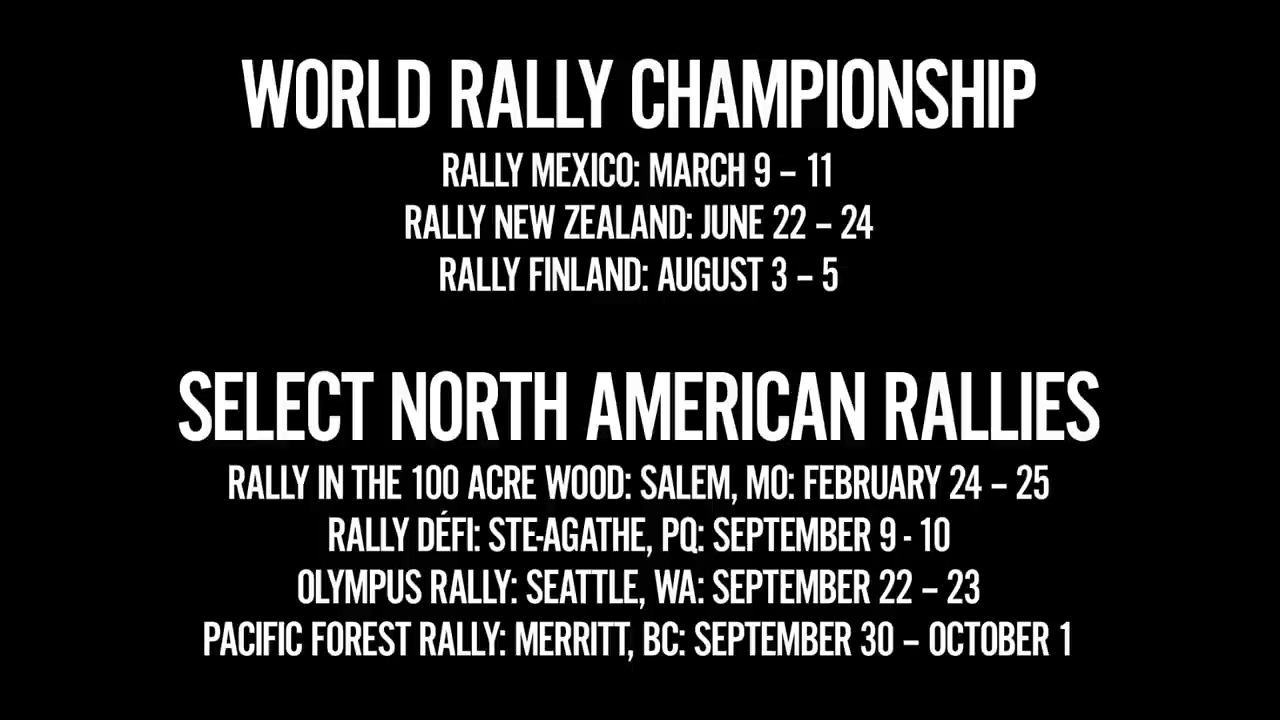 WORLD RALLY CHAMPIONSHIP
RALLY MEXICO: MARCH 9 – 11
RALLY NEW ZEALAND: JUNE 22 – 24
RALLY FINLAND: AUGUST 3 – 5
SELECT NORTH AMERICAN RALLIES
RALLY IN THE 100 ACRE WOOD: SALEM, MO: FEBRUARY 24 – 25
RALLY DÉFI: STE-AGATHE, PQ: SEPTEMBER 9 - 10
OLYMPUS RALLY: SEATTLE, WA: SEPTEMBER 22 – 23
PACIFIC FOREST RALLY: MERRITT, BC: SEPTEMBER 30 – OCTOBER 1